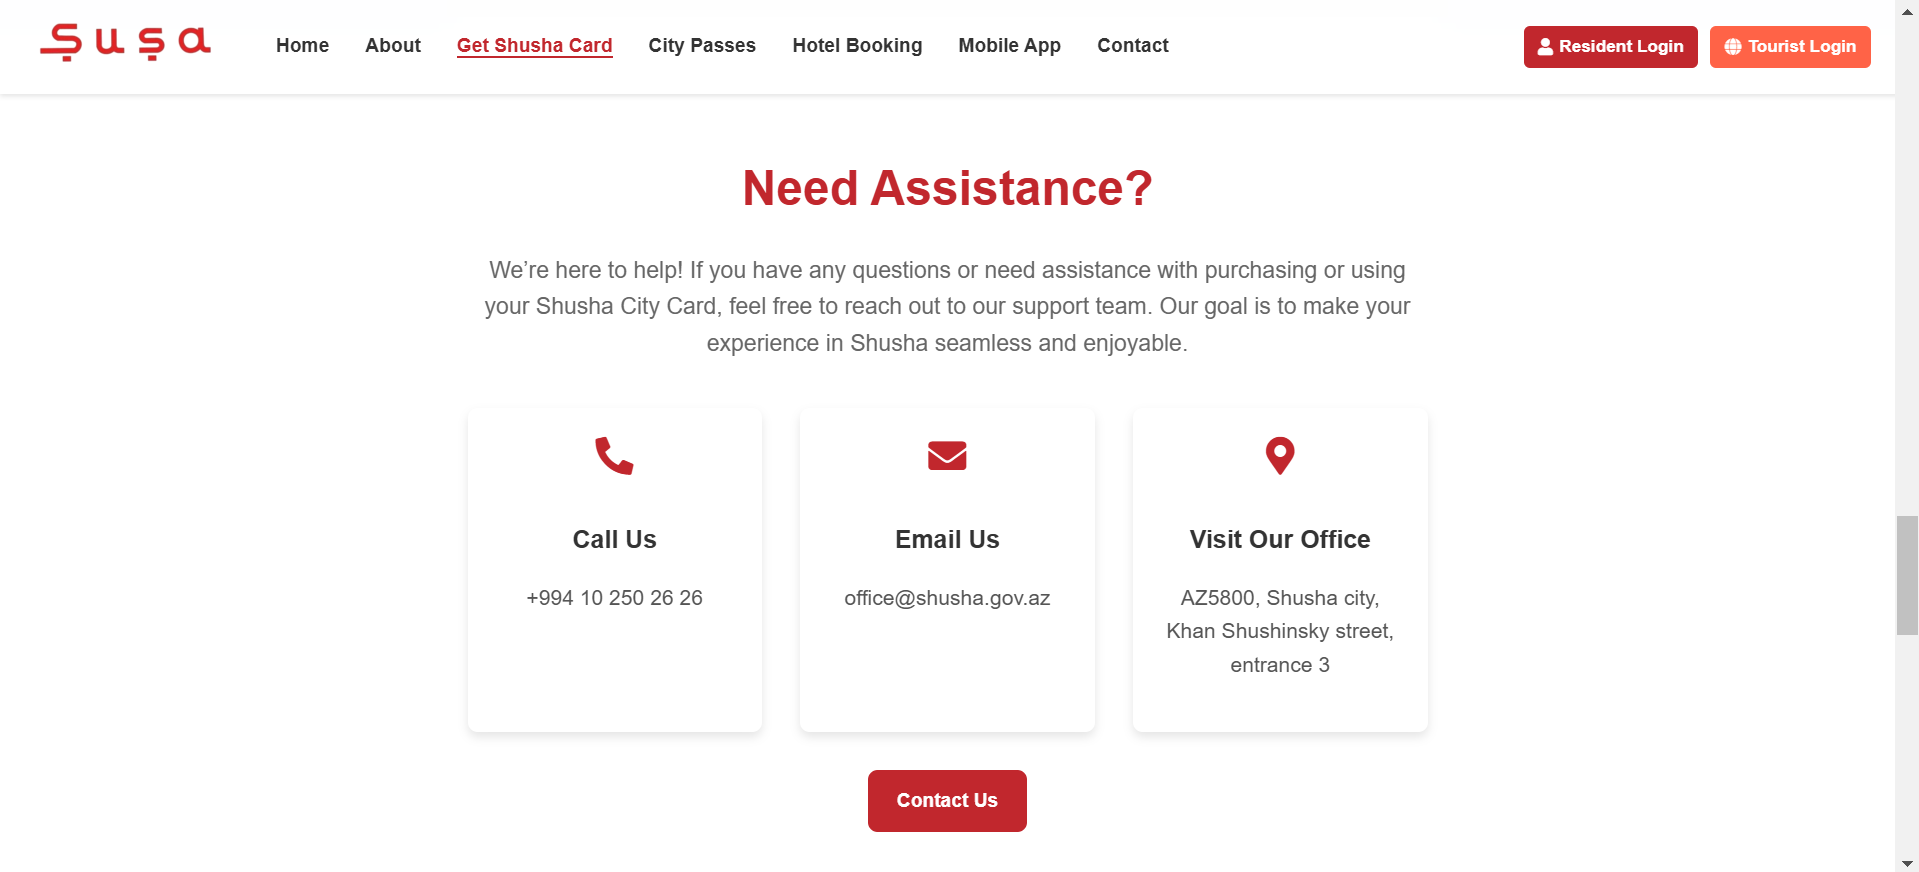 Şuşa
Home
About
Get Shusha Card
City Passes
Hotel Booking
Mobile App
Contact
Resident Login
Tourist Login
Need Assistance?
We’re here to help! If you have any questions or need assistance with purchasing or using
your Shusha City Card, feel free to reach out to our support team. Our goal is to make your
experience in Shusha seamless and enjoyable.
Call Us
+994 10 250 26 26
Email Us
office@shusha.gov.az
Visit Our Office
AZ5800, Shusha city,
Khan Shushinsky street,
entrance 3
Contact Us